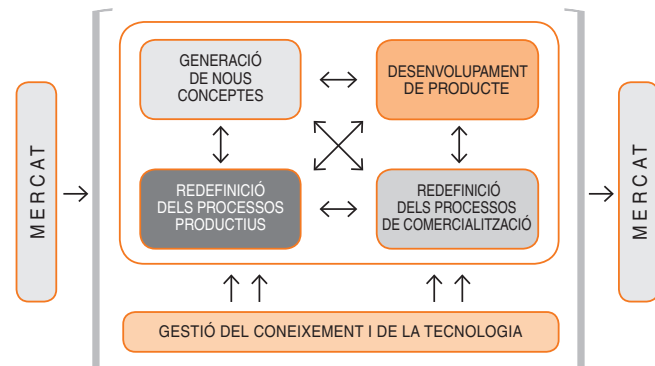 MERCAT
GENERACIÓ
DE NOUS
CONCEPTES
DESENVOLUPAMENT
DE PRODUCTE
REDEFINICIÓ
DELS PROCESSOS
PRODUCTIUS
REDEFINICIÓ
DELS PROCESSOS
DE COMERCIALITZACIÓ
GESTIÓ DEL CONEIXEMENT I DE LA TECNOLOGIA
MERCAT